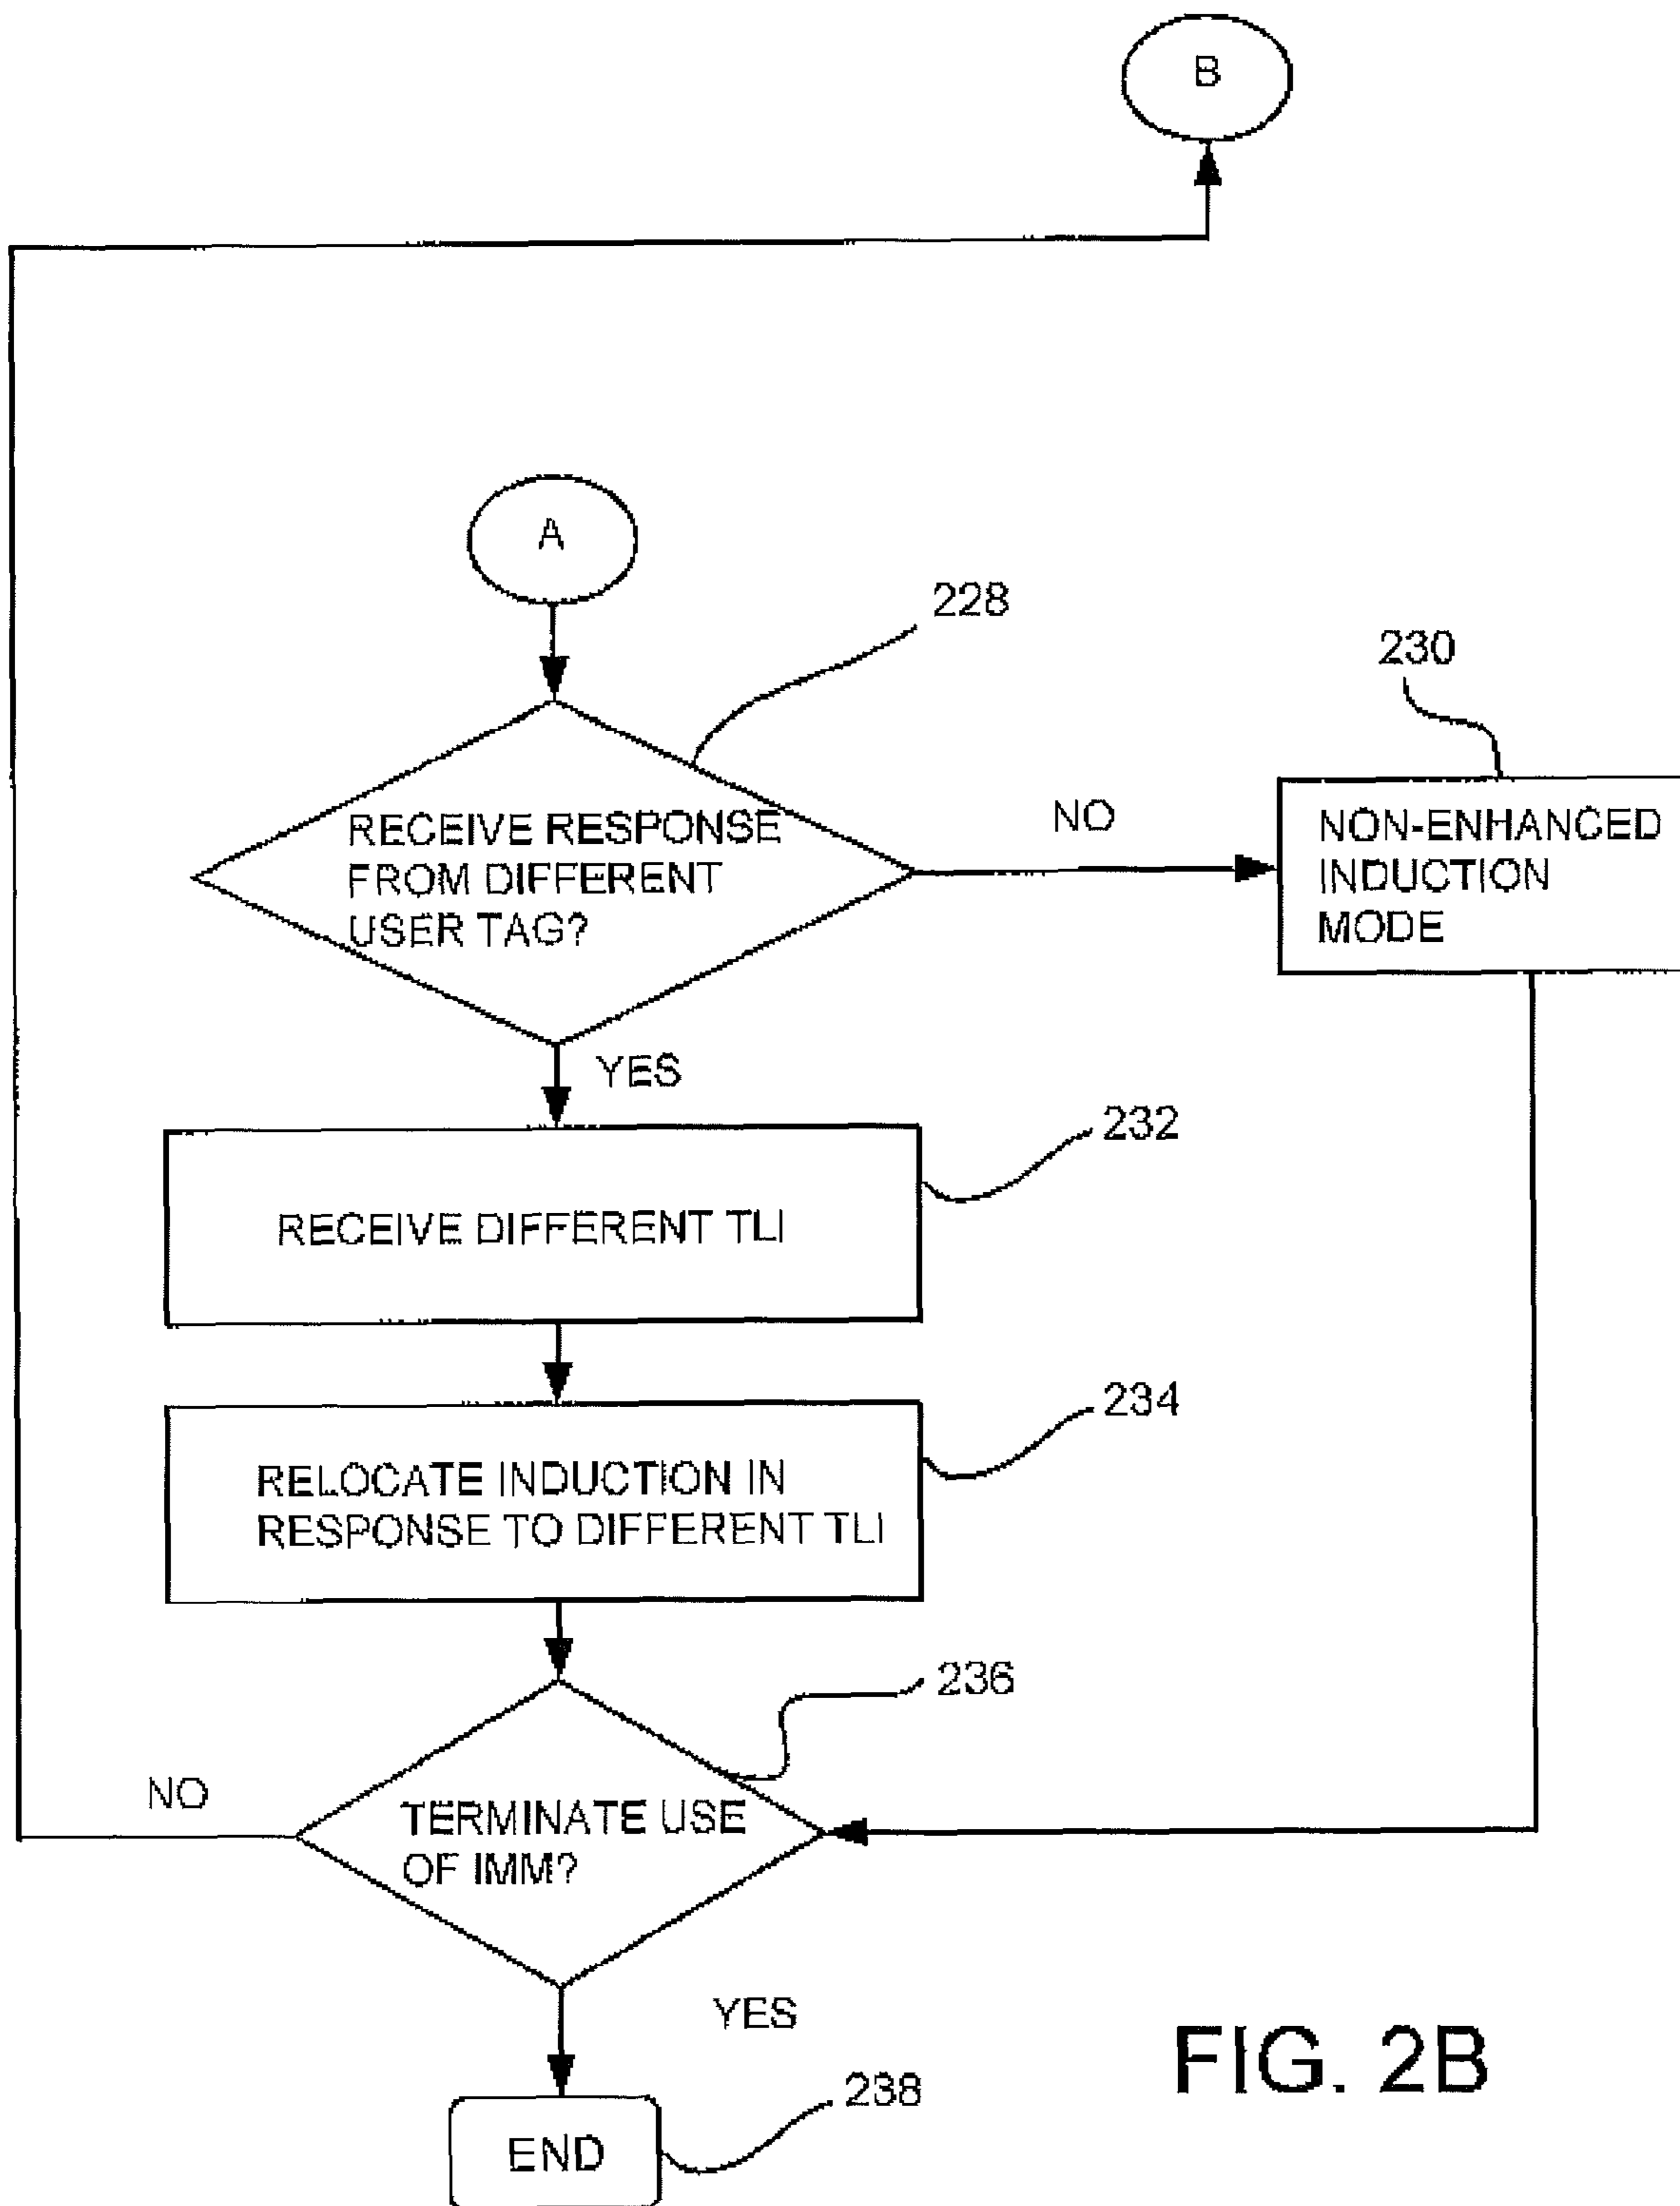 B
A
228
230
RECEIVE RESPONSE
FROM DIFFERENT
USER TAG?
NO
NON-ENHANCED
INDUCTION
MODE
YES
232
RECEIVE DIFFERENT TLI
234
RELOCATE INDUCTION IN
RESPONSE TO DIFFERENT TLI
236
NO
TERMINATE USE
OF IMM?
YES
FIG. 2B
238
END